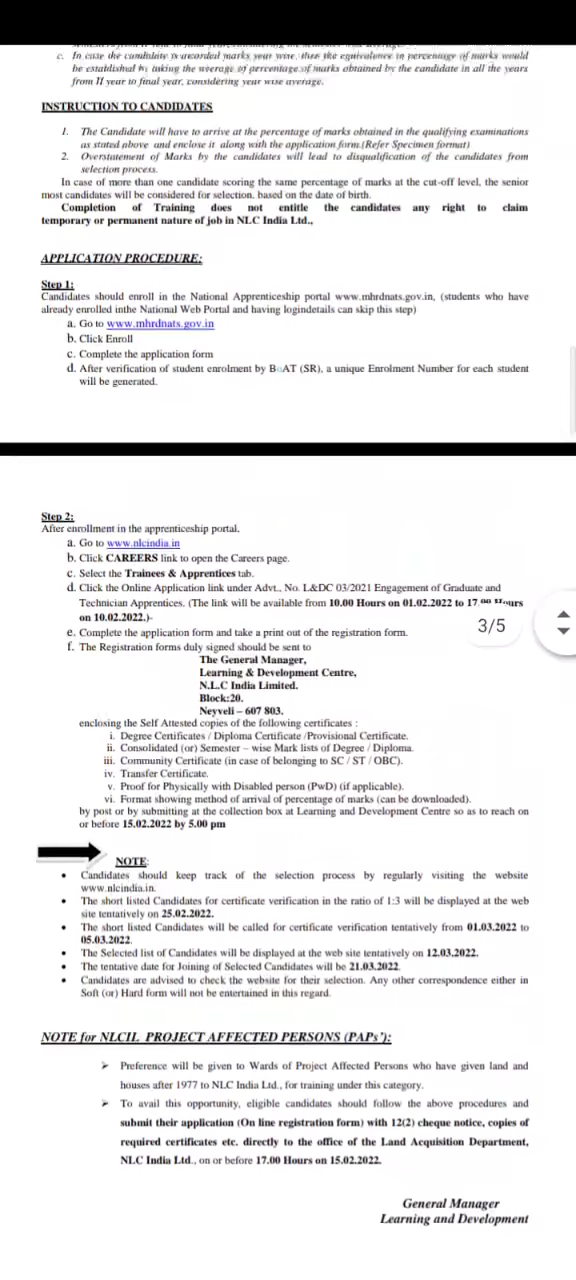 c. In case the candidate is awarded marks year wise, then the equivalence in percentage of marks would
be established by taking the average of percentage of marks obtained by the candidate in all the years
from II year to final year, considering year wise average.
INSTRUCTION TO CANDIDATES
1. The Candidate will have to arrive at the percentage of marks obtained in the qualifying examinations
as stated above and enclose it along with the application form.(Refer Specimen format)
2. Overstatement of Marks by the candidates will lead to disqualification of the candidates from
selection process.
In case of more than one candidate scoring the same percentage of marks at the cut-off level, the senior
most candidates will be considered for selection, based on the date of birth.
Completion of Training does not entitle the candidates any right to claim
temporary or permanent nature of job in NLC India Ltd.,
APPLICATION PROCEDURE:
Step 1:
Candidates should enroll in the National Apprenticeship portal www.mhrdnats.gov.in, (students who have
already enrolled inthe National Web Portal and having logindetails can skip this step)
a. Go to www.mhrdnats.gov.in
b. Click Enroll
c. Complete the application form
d. After verification of student enrolment by BoAT (SR), a unique Enrolment Number for each student
will be generated.
Step 2:
After enrollment in the apprenticeship portal.
a. Go to www.nlcindia.in
b. Click CAREERS link to open the Careers page.
c. Select the Trainees & Apprentices tab.
d. Click the Online Application link under Advt., No. L&DC 03/2021 Engagement of Graduate and
Technician Apprentices. (The link will be available from 10.00 Hours on 01.02.2022 to 17.00 Hours
on 10.02.2022.)-
3/5
e. Complete the application form and take a print out of the registration form.
f. The Registration forms duly signed should be sent to
The General Manager,
Learning & Development Centre,
N.L.C India Limited.
Block:20.
Neyveli – 607 803.
enclosing the Self Attested copies of the following certificates :
i. Degree Certificates / Diploma Certificate /Provisional Certificate.
ii. Consolidated (or) Semester – wise Mark lists of Degree / Diploma.
iii. Community Certificate (in case of belonging to SC / ST / OBC).
iv. Transfer Certificate.
v. Proof for Physically with Disabled person (PwD) (if applicable).
vi. Format showing method of arrival of percentage of marks (can be downloaded).
by post or by submitting at the collection box at Learning and Development Centre so as to reach on
or before 15.02.2022 by 5.00 pm
NOTE:
• Candidates should keep track of the selection process by regularly visiting the website
www.nlcindia.in.
• The short listed Candidates for certificate verification in the ratio of 1:3 will be displayed at the web
site tentatively on 25.02.2022.
• The short listed Candidates will be called for certificate verification tentatively from 01.03.2022 to
05.03.2022.
• The Selected list of Candidates will be displayed at the web site tentatively on 12.03.2022.
• The tentative date for Joining of Selected Candidates will be 21.03.2022.
• Candidates are advised to check the website for their selection. Any other correspondence either in
Soft (or) Hard form will not be entertained in this regard.
NOTE for NLCIL PROJECT AFFECTED PERSONS (PAPs'):
➢ Preference will be given to Wards of Project Affected Persons who have given land and
houses after 1977 to NLC India Ltd., for training under this category.
➢ To avail this opportunity, eligible candidates should follow the above procedures and
submit their application (On line registration form) with 12(2) cheque notice, copies of
required certificates etc. directly to the office of the Land Acquisition Department,
NLC India Ltd., on or before 17.00 Hours on 15.02.2022.
General Manager
Learning and Development